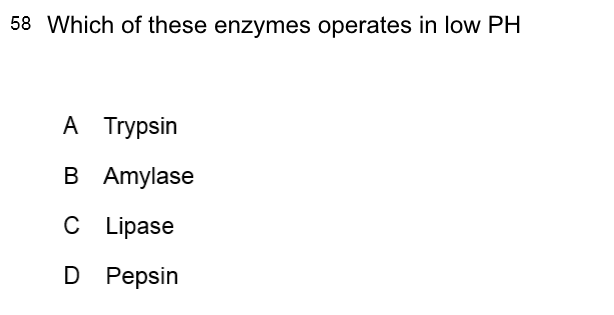 58 Which of these enzymes operates in low PH
A Trypsin
B Amylase
C Lipase
D Pepsin